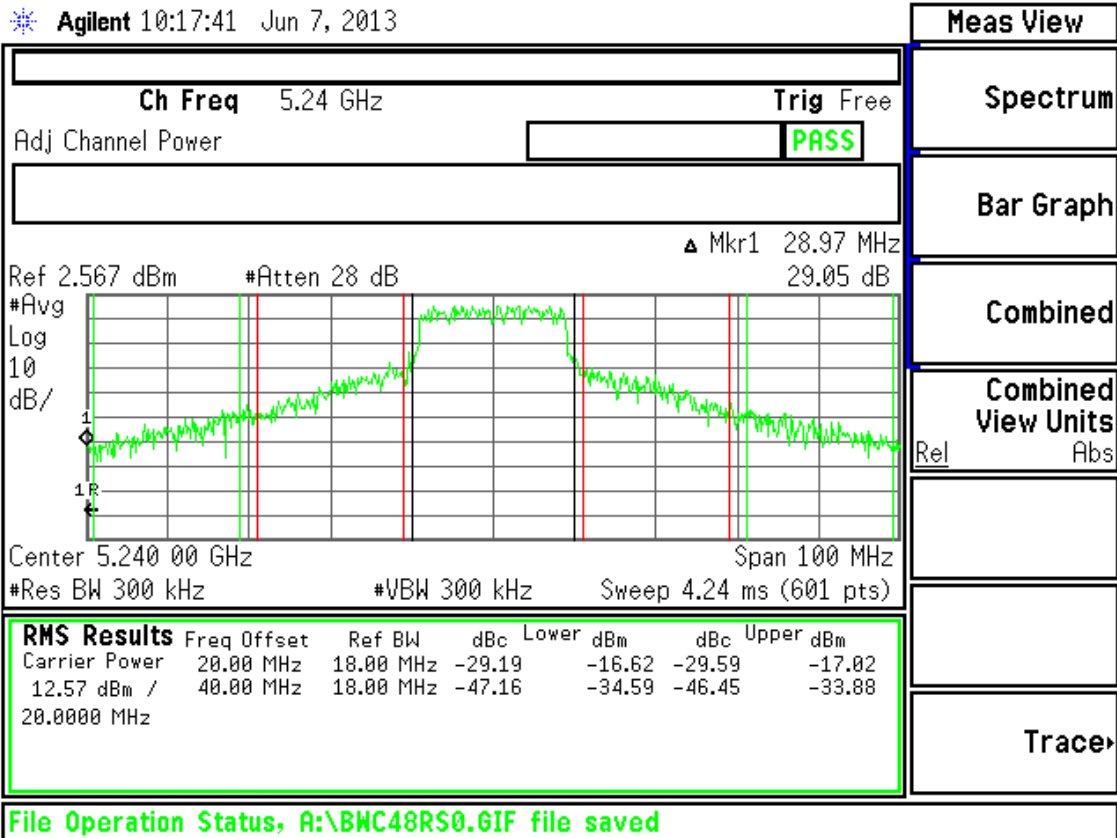 Agilent 10:17:41 Jun 7, 2013
Meas View
Ch Freq 5.24 GHz Trig Free
Adj Channel Power PASS
Δ Mkr1 28.97 MHz
Ref 2.567 dBm #Atten 28 dB 29.05 dB
#Avg
Log
10
dB/
1
1R
Center 5.240 00 GHz Span 100 MHz
#Res BW 300 kHz #VBW 300 kHz Sweep 4.24 ms (601 pts)
RMS Results Freq Offset Ref BW dBc Lower dBm dBc Upper dBm
Carrier Power 20.00 MHz 18.00 MHz -29.19 -16.62 -29.59 -17.02
12.57 dBm / 40.00 MHz 18.00 MHz -47.16 -34.59 -46.45 -33.88
20.0000 MHz
Spectrum
Bar Graph
Combined
Combined
View Units
Rel Abs
Trace
File Operation Status, A:\BWC48RS0.GIF file saved